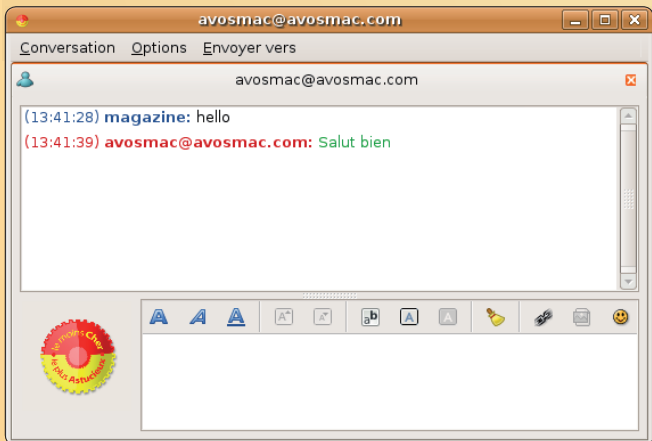 avosmac@avosmac.com
Conversation Options Envoyer vers
avosmac@avosmac.com
(13:41:28) magazine: hello
(13:41:39) avosmac@avosmac.com: Salut bien
A A A A A ab A A
le moins Cher
le plus Astucieux